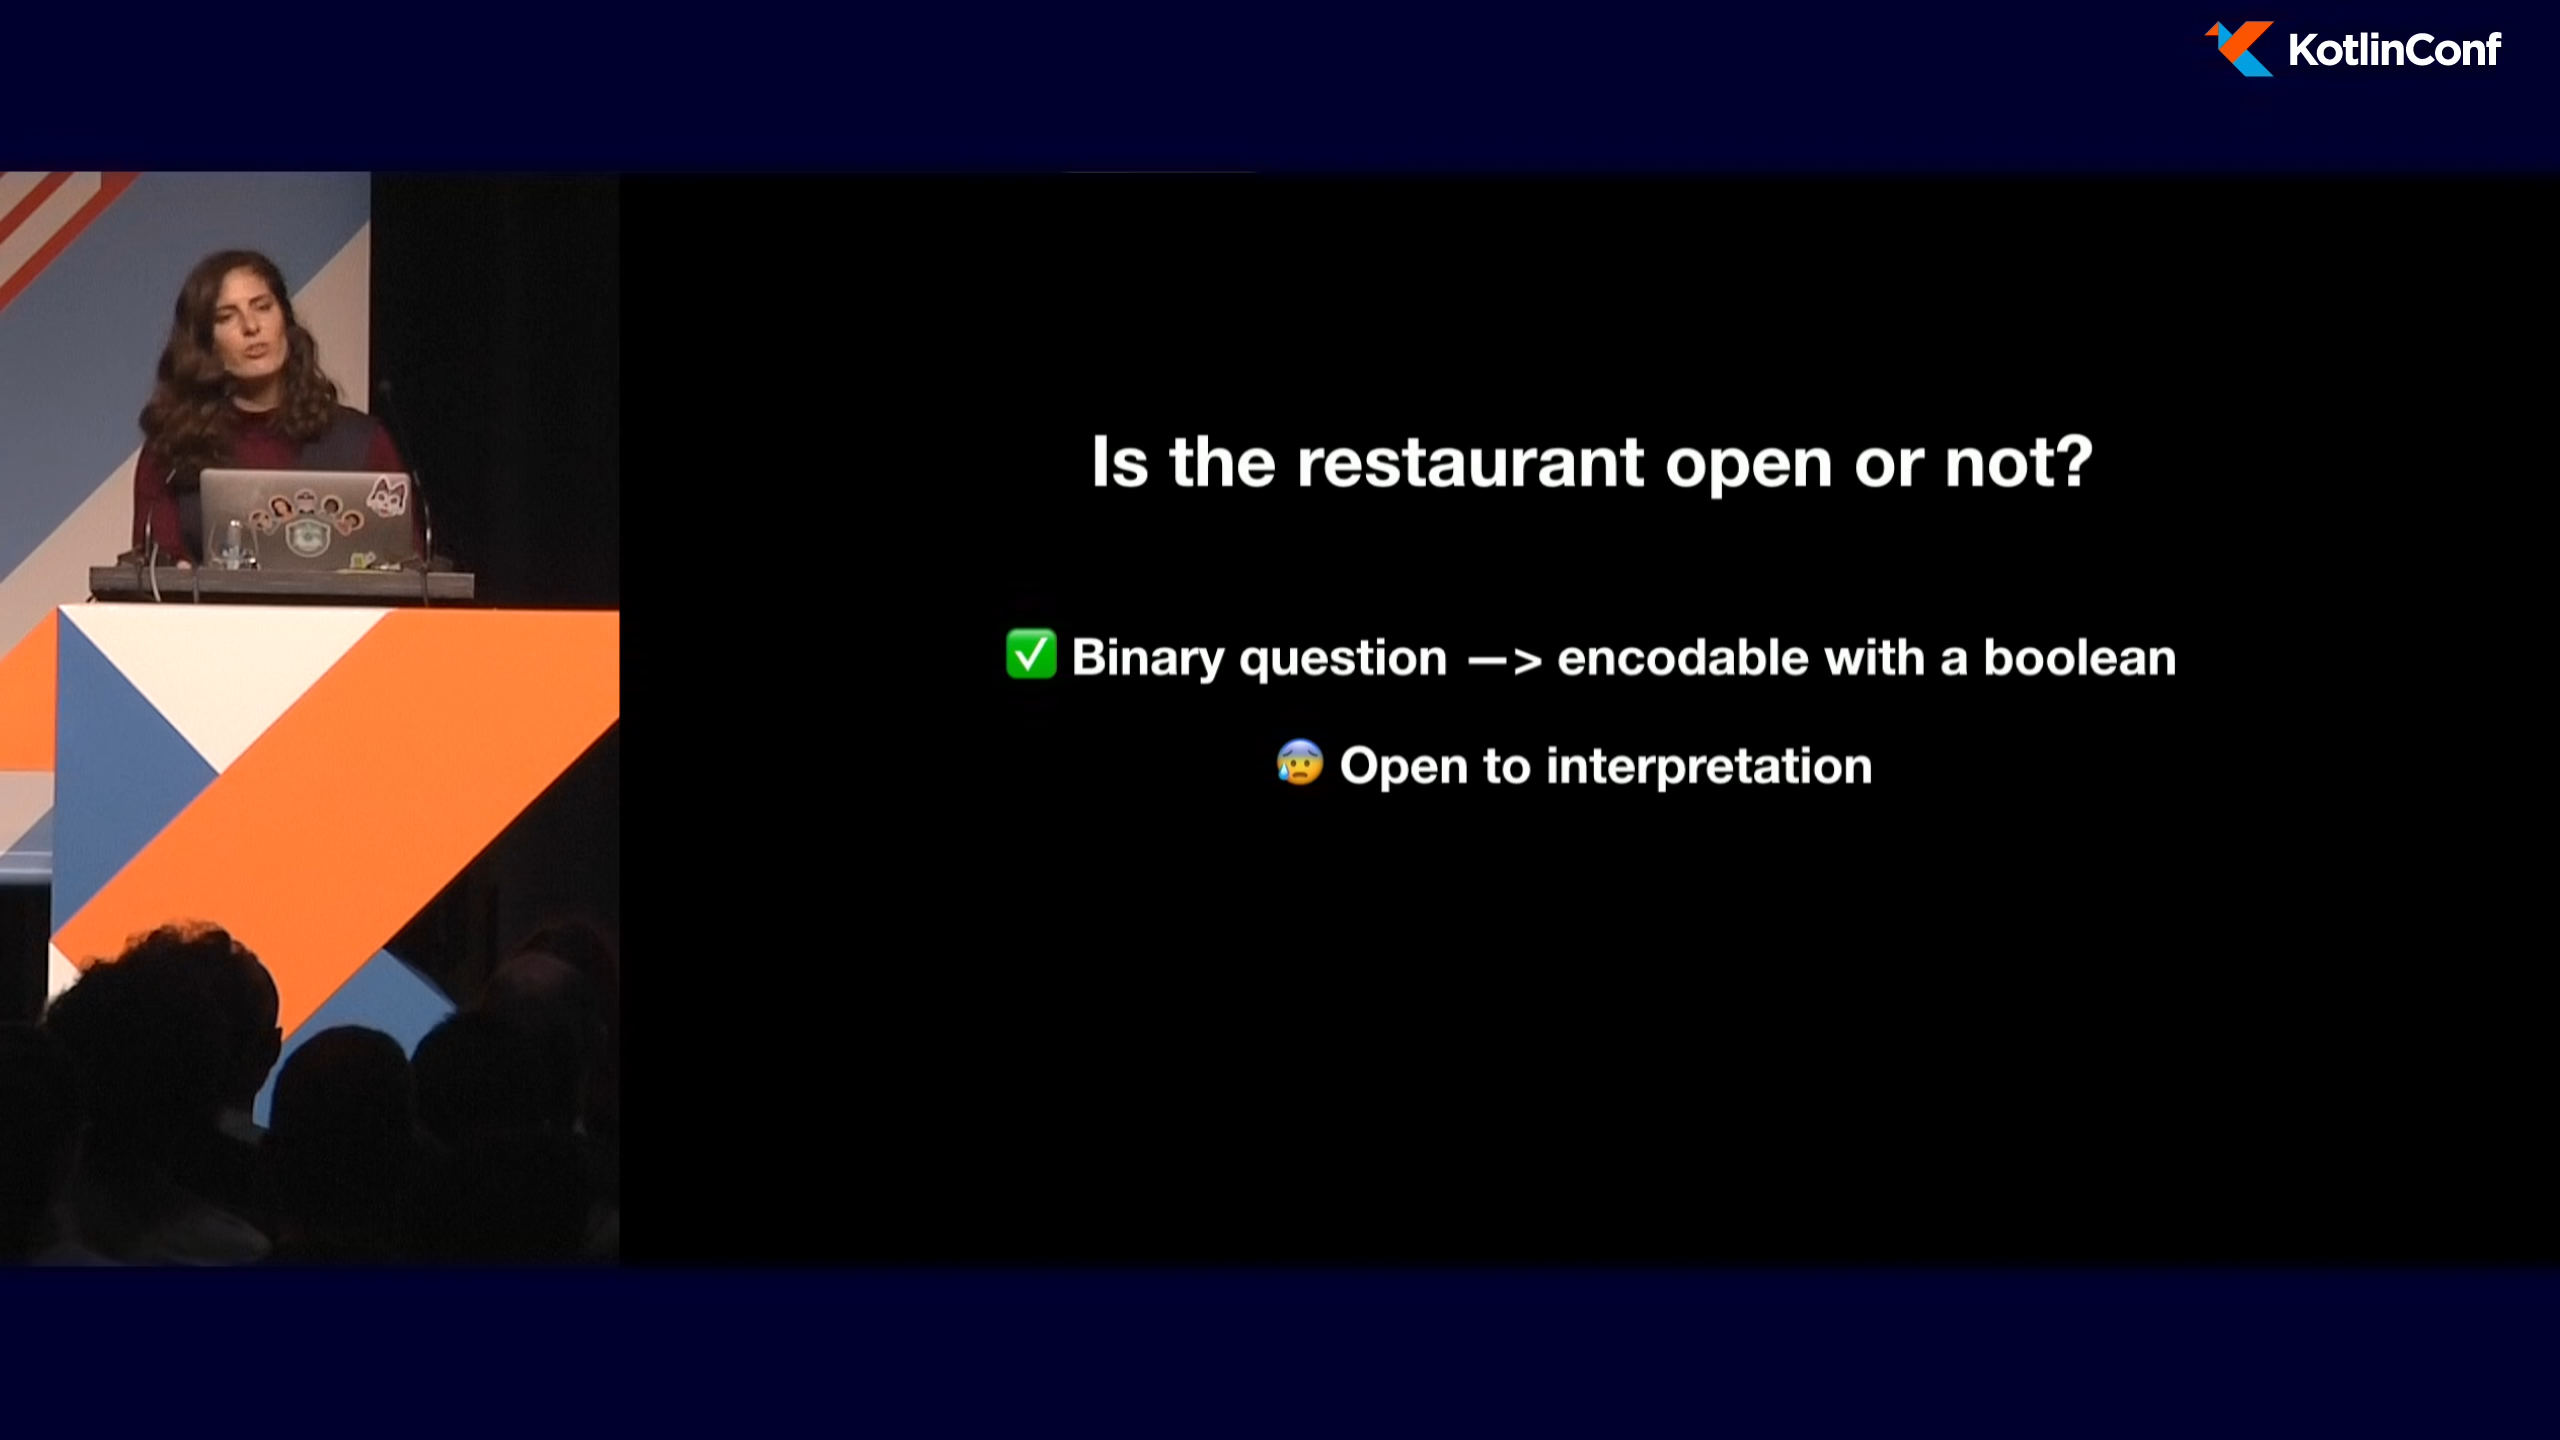 KotlinConf
Is the restaurant open or not?
✅ Binary question —> encodable with a boolean
😰 Open to interpretation